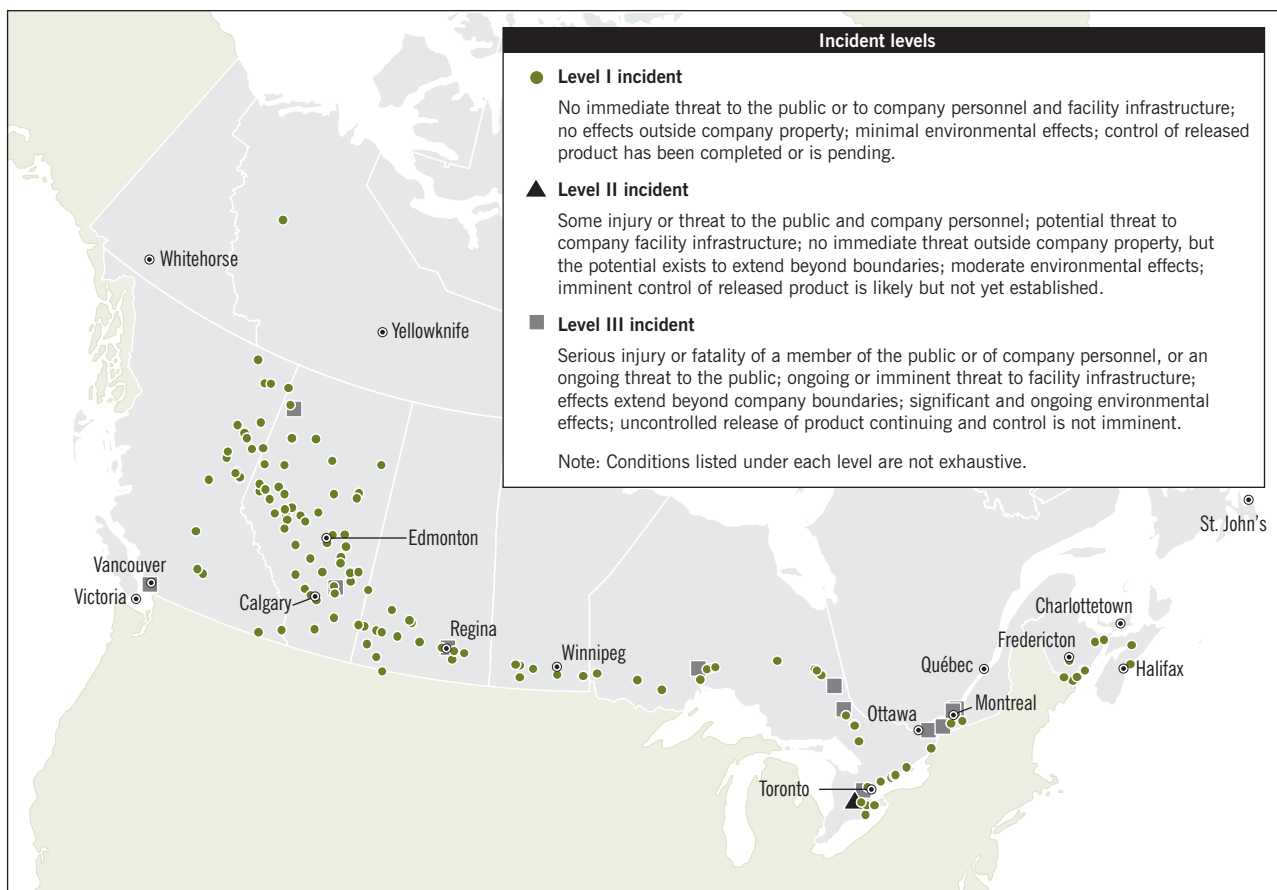 Incident levels
Level I incident
No immediate threat to the public or to company personnel and facility infrastructure;
no effects outside company property; minimal environmental effects; control of released
product has been completed or is pending.
Level II incident
Some injury or threat to the public and company personnel; potential threat to
company facility infrastructure; no immediate threat outside company property, but
the potential exists to extend beyond boundaries; moderate environmental effects;
imminent control of released product is likely but not yet established.
Level III incident
Serious injury or fatality of a member of the public or of company personnel, or an
ongoing threat to the public; ongoing or imminent threat to facility infrastructure;
effects extend beyond company boundaries; significant and ongoing environmental
effects; uncontrolled release of product continuing and control is not imminent.
Note: Conditions listed under each level are not exhaustive.
Whitehorse
Yellowknife
St. John's
Edmonton
Vancouver
Victoria
Calgary
Regina
Winnipeg
Charlottetown
Fredericton
Québec
Halifax
Montreal
Ottawa
Toronto